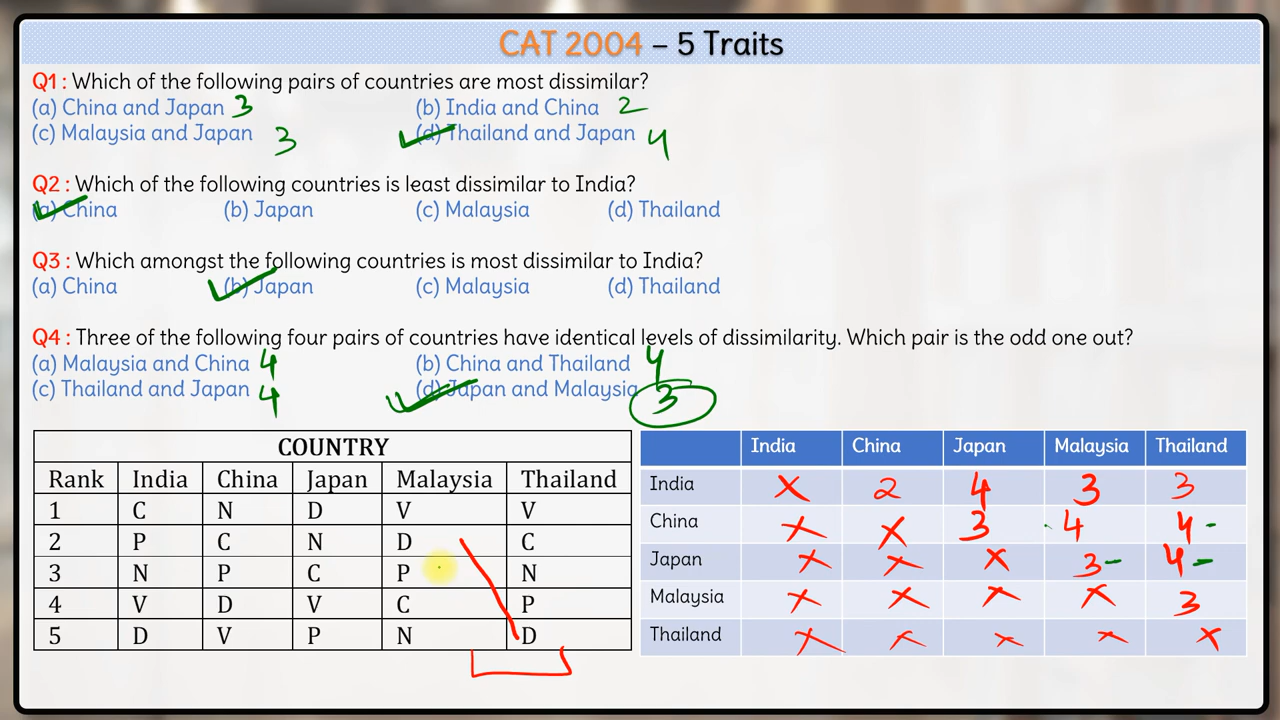 CAT 2004 – 5 Traits
Q1 : Which of the following pairs of countries are most dissimilar?
(a) China and Japan 3 (b) India and China 2
(c) Malaysia and Japan 3 (d) Thailand and Japan 4
Q2 : Which of the following countries is least dissimilar to India?
(a) China (b) Japan (c) Malaysia (d) Thailand
Q3 : Which amongst the following countries is most dissimilar to India?
(a) China (b) Japan (c) Malaysia (d) Thailand
Q4 : Three of the following four pairs of countries have identical levels of dissimilarity. Which pair is the odd one out?
(a) Malaysia and China 4 (b) China and Thailand 4
(c) Thailand and Japan 4 (d) Japan and Malaysia 3
COUNTRY
Rank India China Japan Malaysia Thailand
1 C N D V V
2 P C N D C
3 N P C P N
4 V D V C P
5 D V P N D
India China Japan Malaysia Thailand
India X 2 4 3 3
China X X 3 4 4
Japan X X X 3 4
Malaysia X X X X 3
Thailand X X X X X